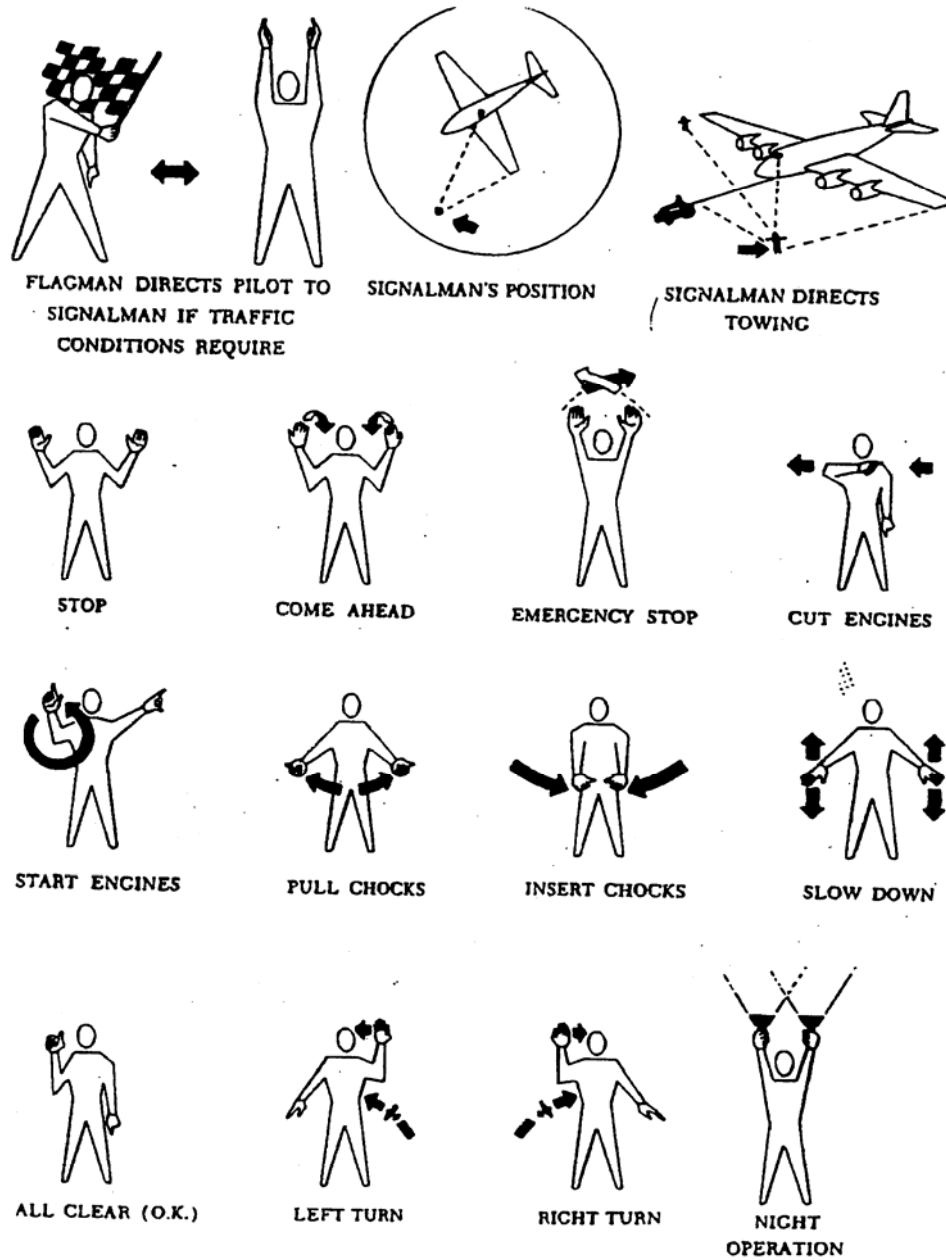 FLAGMAN DIRECTS PILOT TO
SIGNALMAN IF TRAFFIC
CONDITIONS REQUIRE
SIGNALMAN'S POSITION
SIGNALMAN DIRECTS
TOWING
STOP
COME AHEAD
EMERGENCY STOP
CUT ENGINES
START ENGINES
PULL CHOCKS
INSERT CHOCKS
SLOW DOWN
ALL CLEAR (O.K.)
LEFT TURN
RIGHT TURN
NIGHT
OPERATION